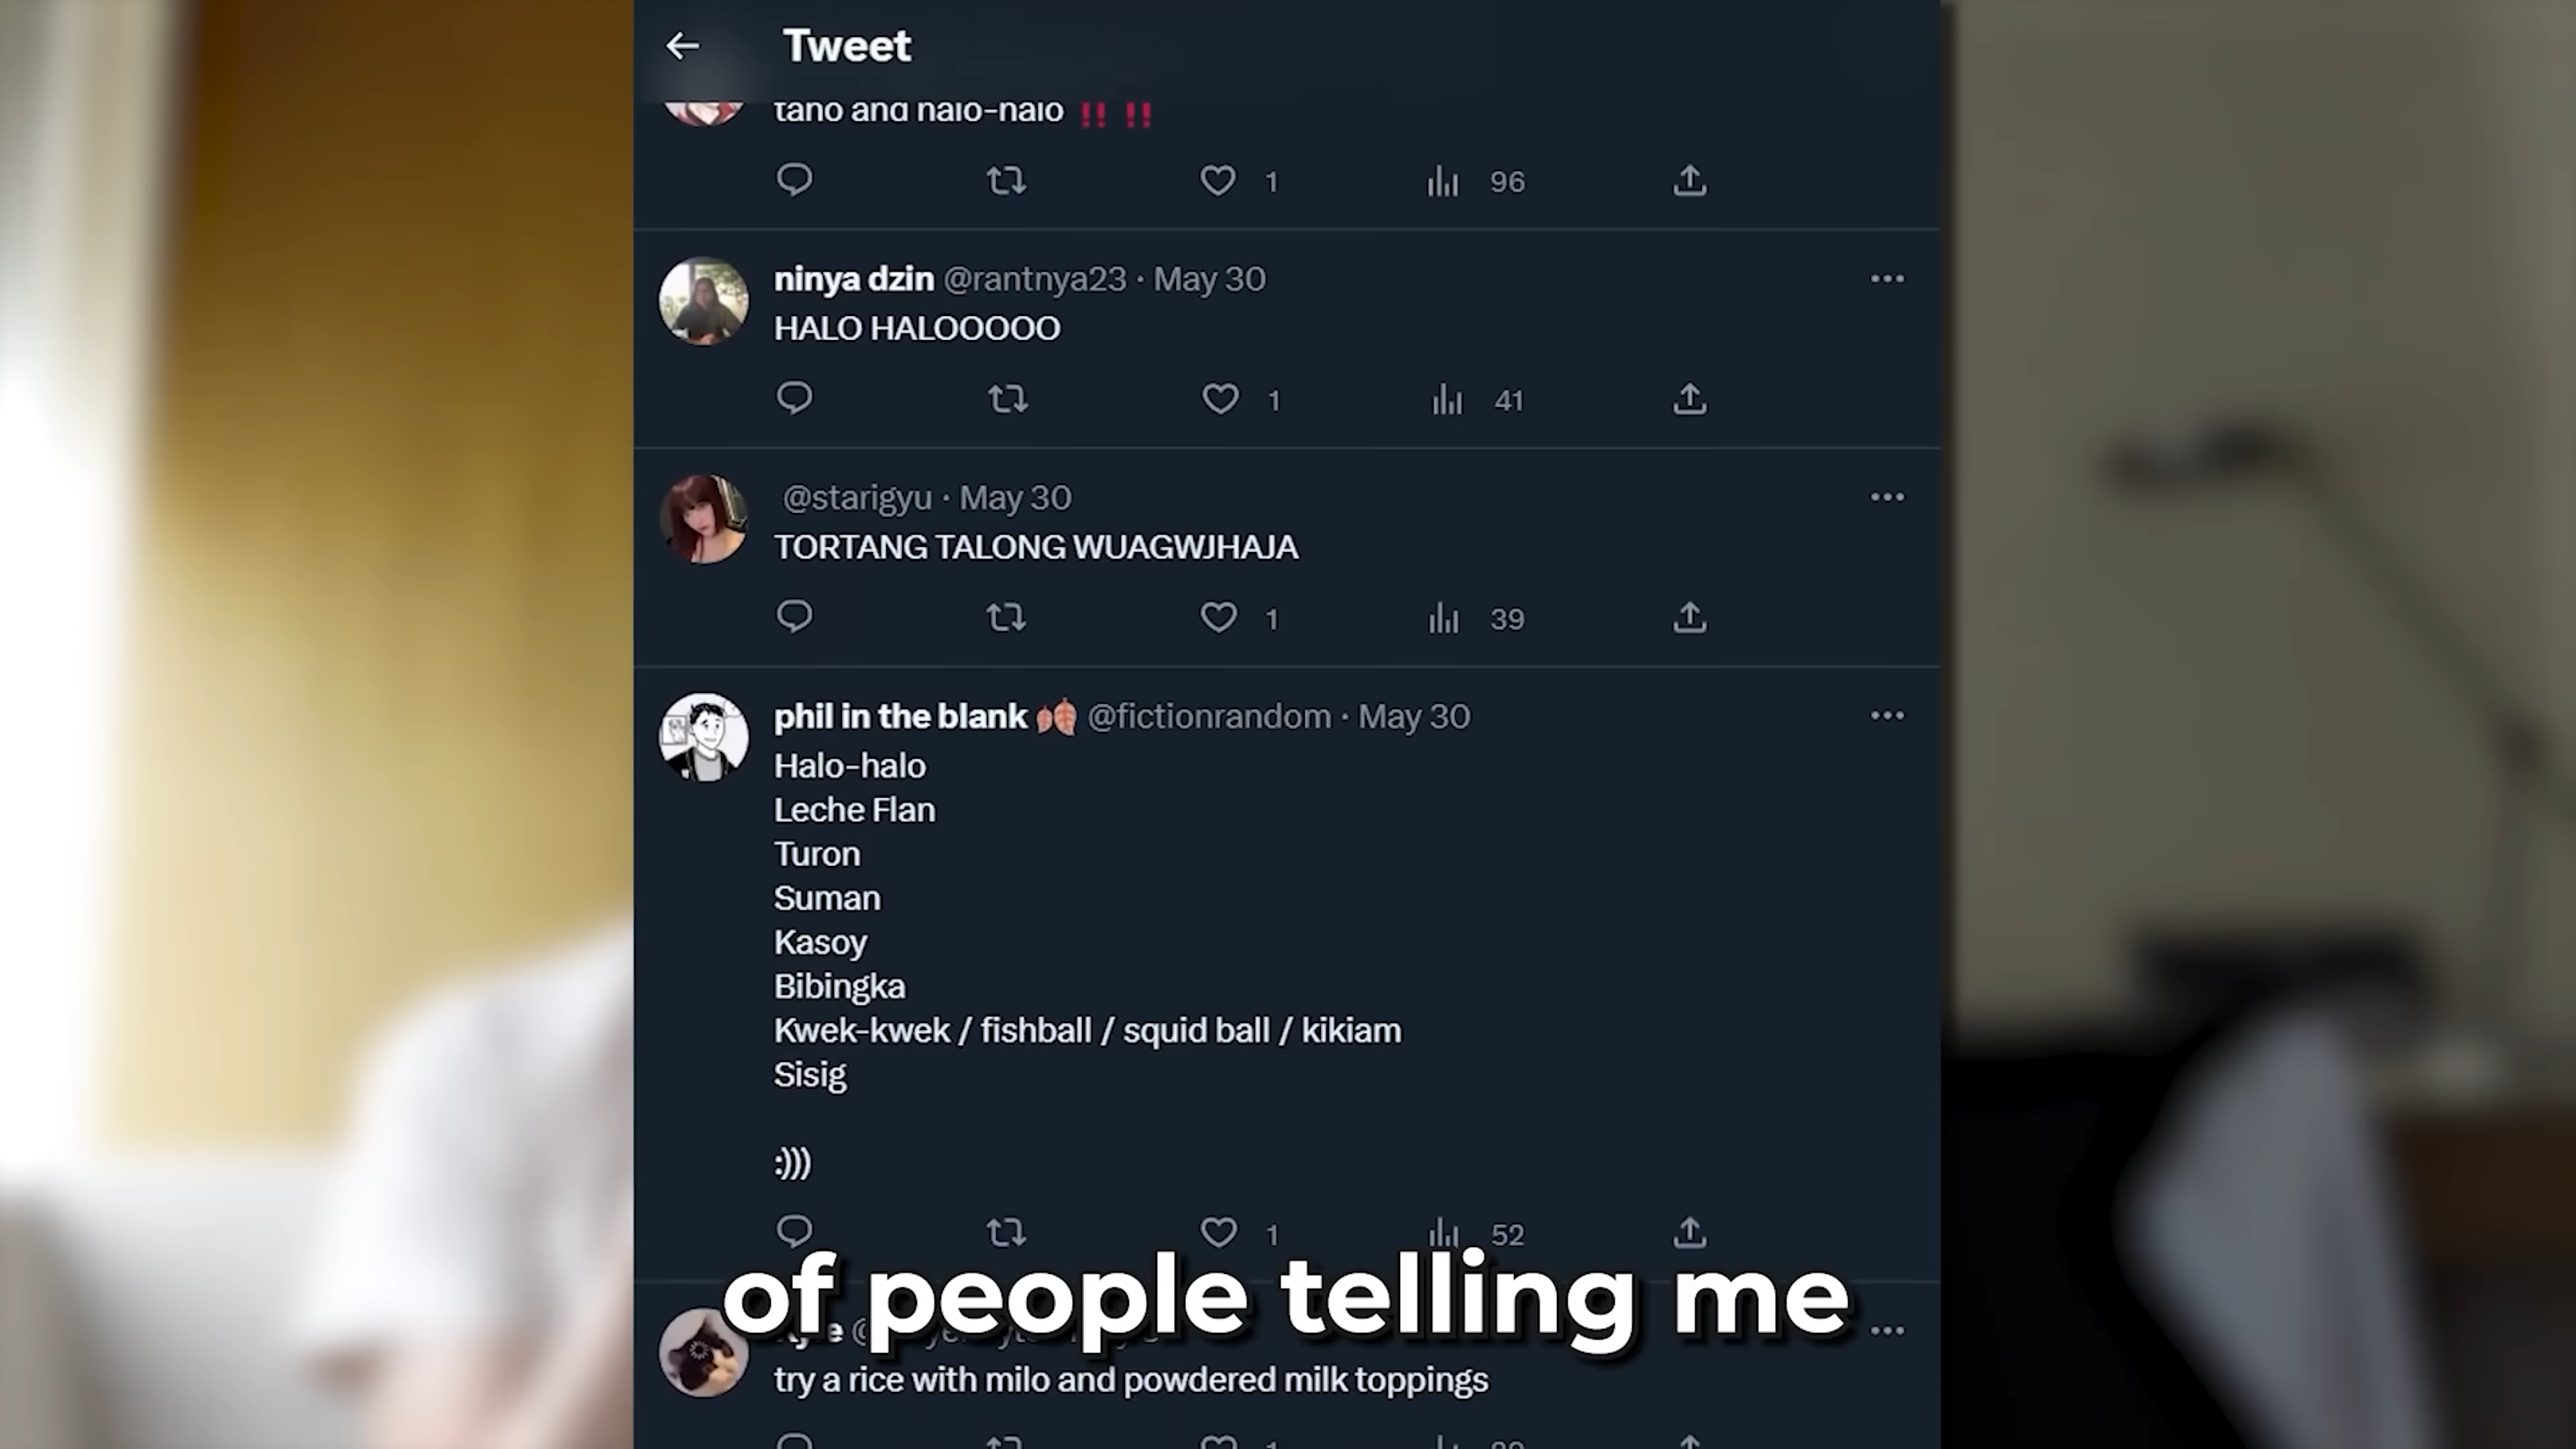 Tweet
taho and halo-halo ‼️ ‼️
1 96
ninya dzin @rantnya23 · May 30
HALO HALOOOOO
1 41
@starigyu · May 30
TORTANG TALONG WUAGWJHAJA
1 39
phil in the blank 🍂 @fictionrandom · May 30
Halo-halo
Leche Flan
Turon
Suman
Kasoy
Bibingka
Kwek-kwek / fishball / squid ball / kikiam
Sisig
:)))
1 52
of people telling me
try a rice with milo and powdered milk toppings